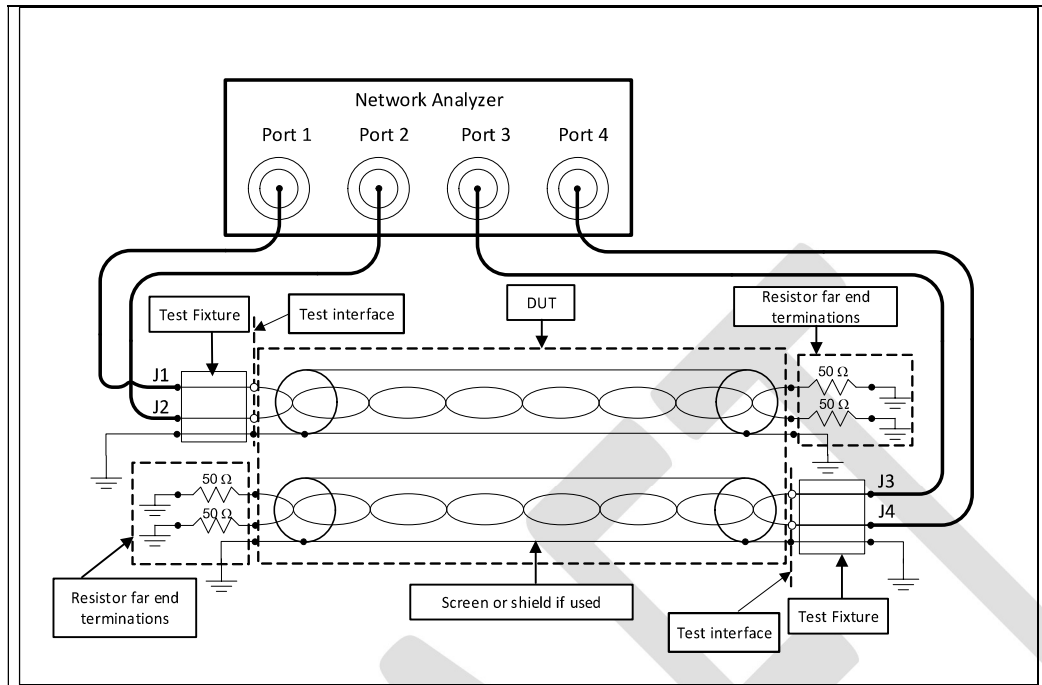 Network Analyzer
Port 1 Port 2 Port 3 Port 4
Test Fixture
Test interface
DUT
Resistor far end
terminations
J1
J2
50 Ω
50 Ω
50 Ω
50 Ω
J3
J4
Resistor far end
terminations
Screen or shield if used
Test interface
Test Fixture